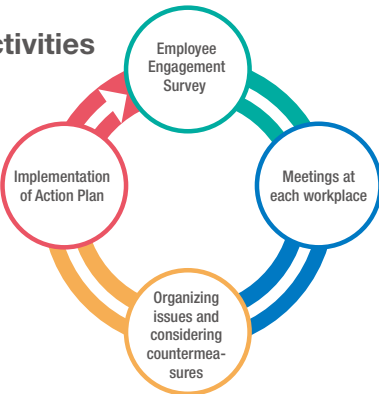 ctivities
Employee
Engagement
Survey
Meetings at
each workplace
Organizing
issues and
considering
countermea-
sures
Implementation
of Action Plan